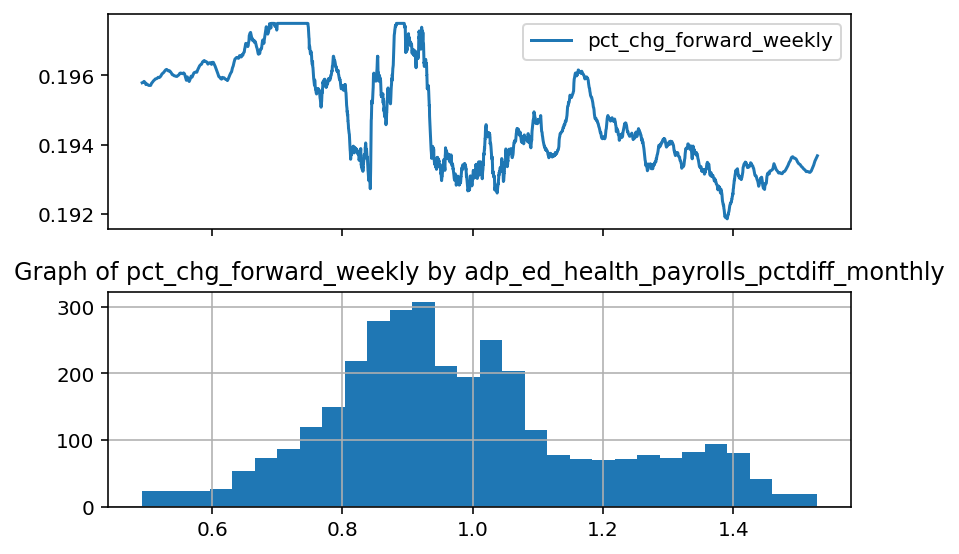 pct_chg_forward_weekly
0.196
0.194
0.192
Graph of pct_chg_forward_weekly by adp_ed_health_payrolls_pctdiff_monthly
300
200
100
0
0.6 0.8 1.0 1.2 1.4